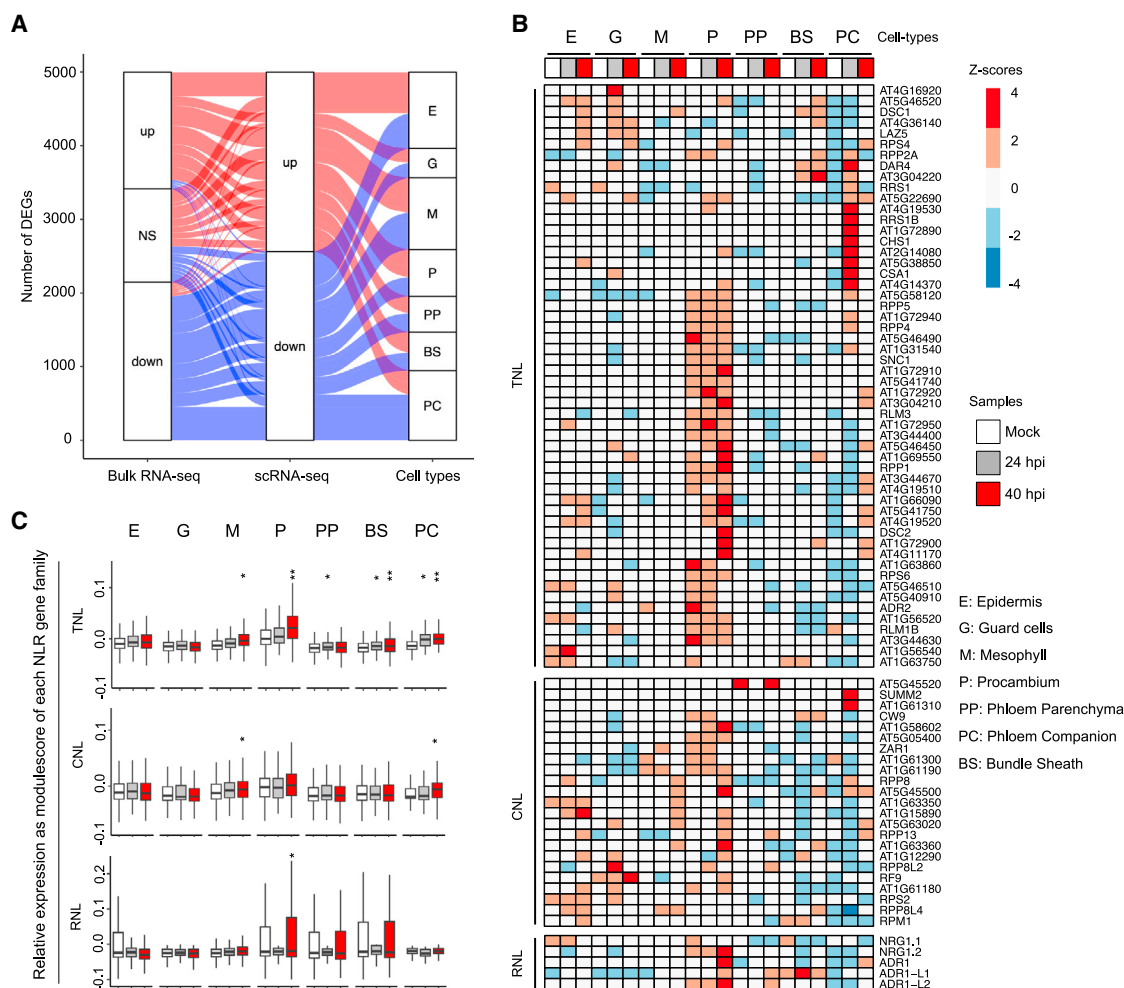 A
Number of DEGs
5000
4000
3000
2000
1000
0
up
NS
down
up
down
E
G
M
P
PP
BS
PC
Bulk RNA-seq
scRNA-seq
Cell types
B
E G M P PP BS PC Cell-types
TNL
AT4G16920
AT5G46520
DSC1
AT4G36140
LAZ5
RPS4
RPP2A
DAR4
AT3G04220
RRS1
AT5G22690
AT4G19530
RRS1B
AT1G72890
CHS1
AT2G14080
AT5G38850
CSA1
AT4G14370
AT5G58120
RPP5
AT1G72940
RPP4
AT5G46490
AT1G31540
SNC1
AT1G72910
AT5G41740
AT1G72920
AT3G04210
RLM3
AT1G72950
AT3G44400
AT5G46450
AT1G69550
RPP1
AT3G44670
AT4G19510
AT1G66090
AT5G41750
AT4G19520
DSC2
AT1G72900
AT4G11170
AT1G63860
RPS6
AT5G46510
AT5G40910
ADR2
AT1G56520
RLM1B
AT3G44630
AT1G56540
AT1G63750
CNL
AT5G45520
SUMM2
AT1G61310
CW9
AT1G58602
AT5G05400
ZAR1
AT1G61300
AT1G61190
RPP8
AT5G45500
AT1G63350
AT1G15890
AT5G63020
RPP13
AT1G63360
AT1G12290
RPP8L2
RF9
AT1G61180
RPS2
RPP8L4
RPM1
RNL
NRG1.1
NRG1.2
ADR1
ADR1-L1
ADR1-L2
Z-scores
4
2
0
-2
-4
Samples
Mock
24 hpi
40 hpi
E: Epidermis
G: Guard cells
M: Mesophyll
P: Procambium
PP: Phloem Parenchyma
PC: Phloem Companion
BS: Bundle Sheath
C
Relative expression as modulescore of each NLR gene family
E G M P PP BS PC
TNL
0.1
0.0
-0.1
* ** * * ** * **
CNL
0.1
0.0
-0.1
* *
RNL
0.2
0.1
0.0
-0.1
*